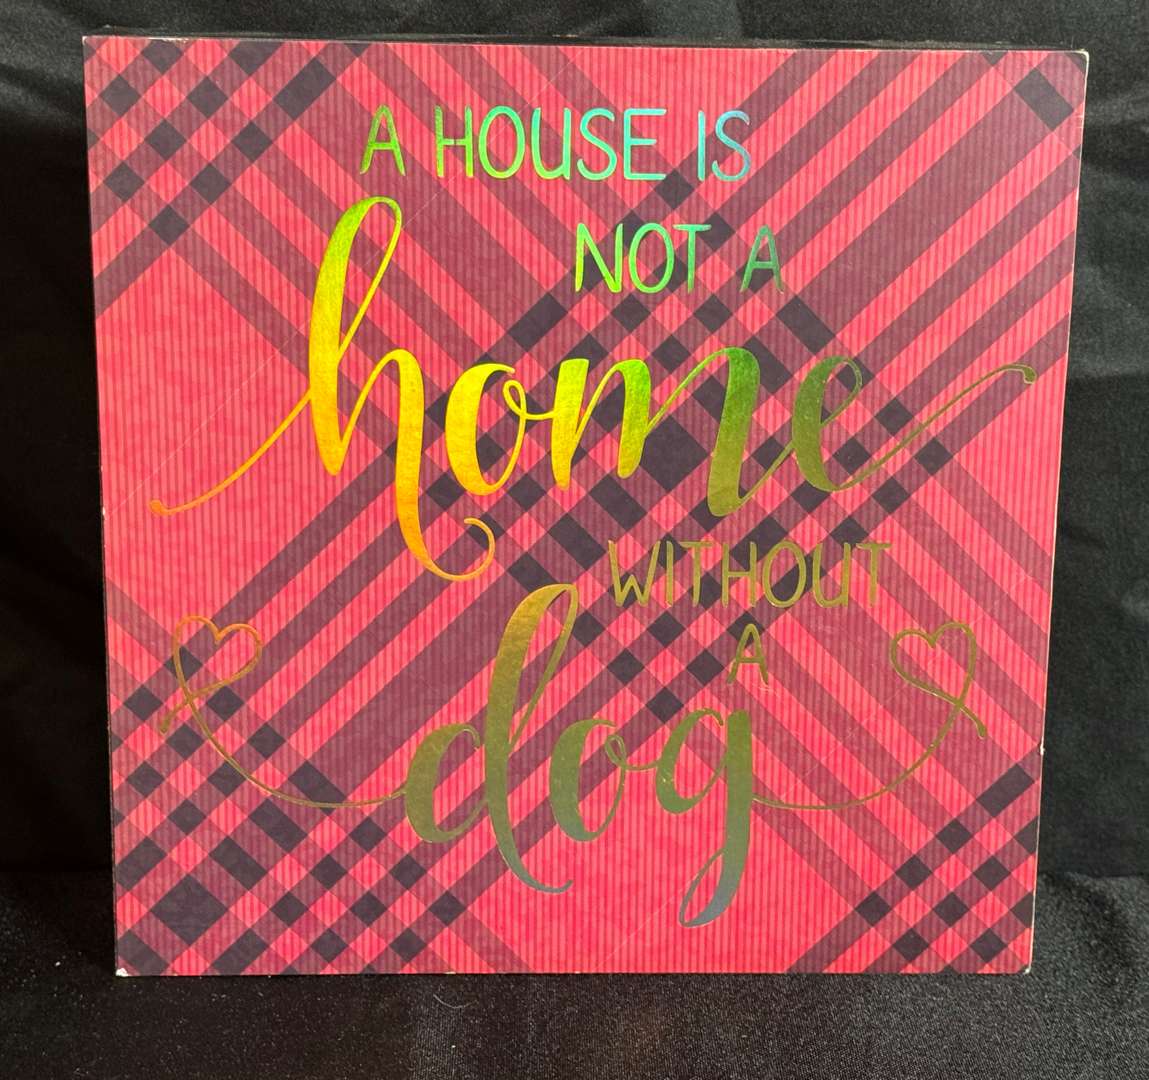 A HOUSE IS
NOT A
home
WITHOUT
A
dog